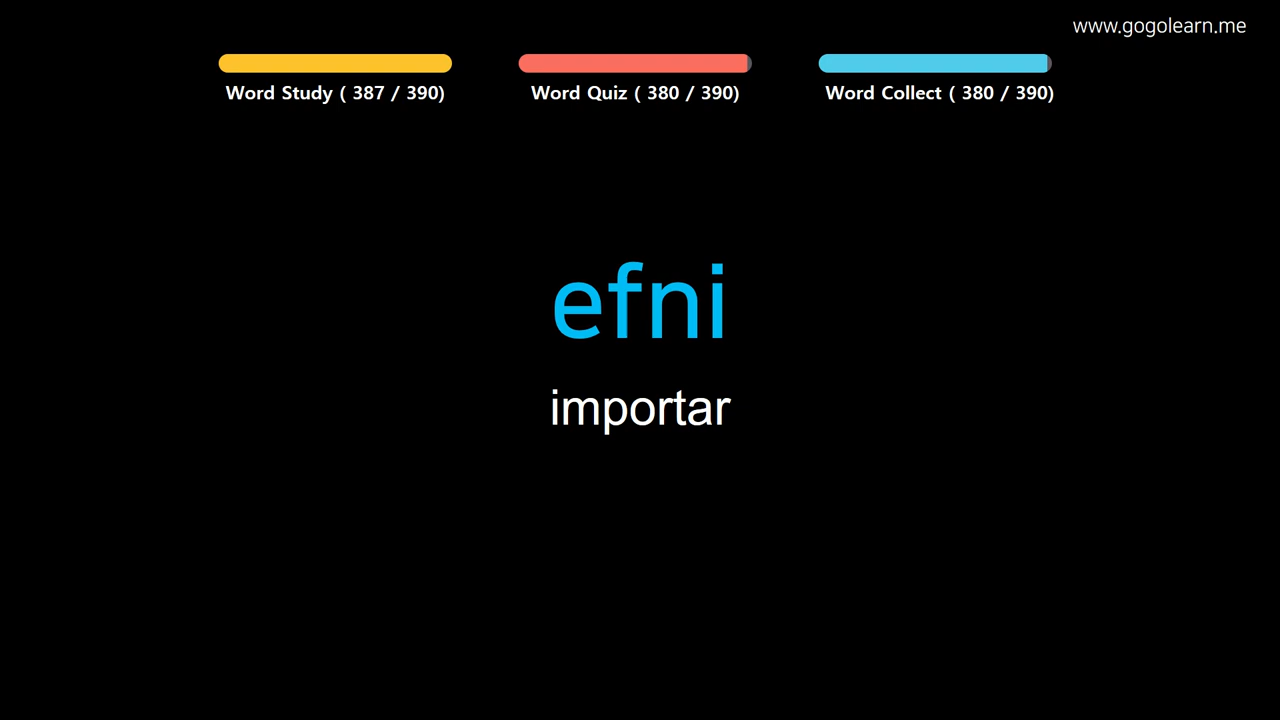 www.gogolearn.me
Word Study ( 387 / 390)
Word Quiz ( 380 / 390)
Word Collect ( 380 / 390)
efni
importar